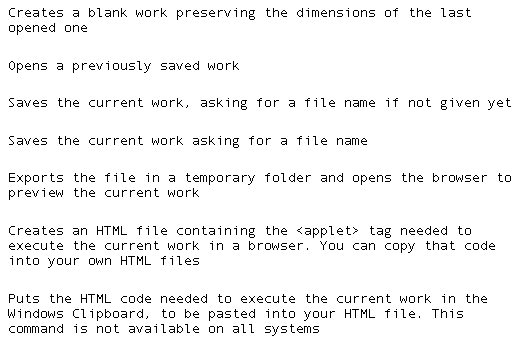 Creates a blank work preserving the dimensions of the last
opened one
Opens a previously saved work
Saves the current work, asking for a file name if not given yet
Saves the current work asking for a file name
Exports the file in a temporary folder and opens the browser to
preview the current work
Creates an HTML file containing the <applet> tag needed to
execute the current work in a browser. You can copy that code
into your own HTML files
Puts the HTML code needed to execute the current work in the
Windows Clipboard, to be pasted into your HTML file. This
command is not available on all systems